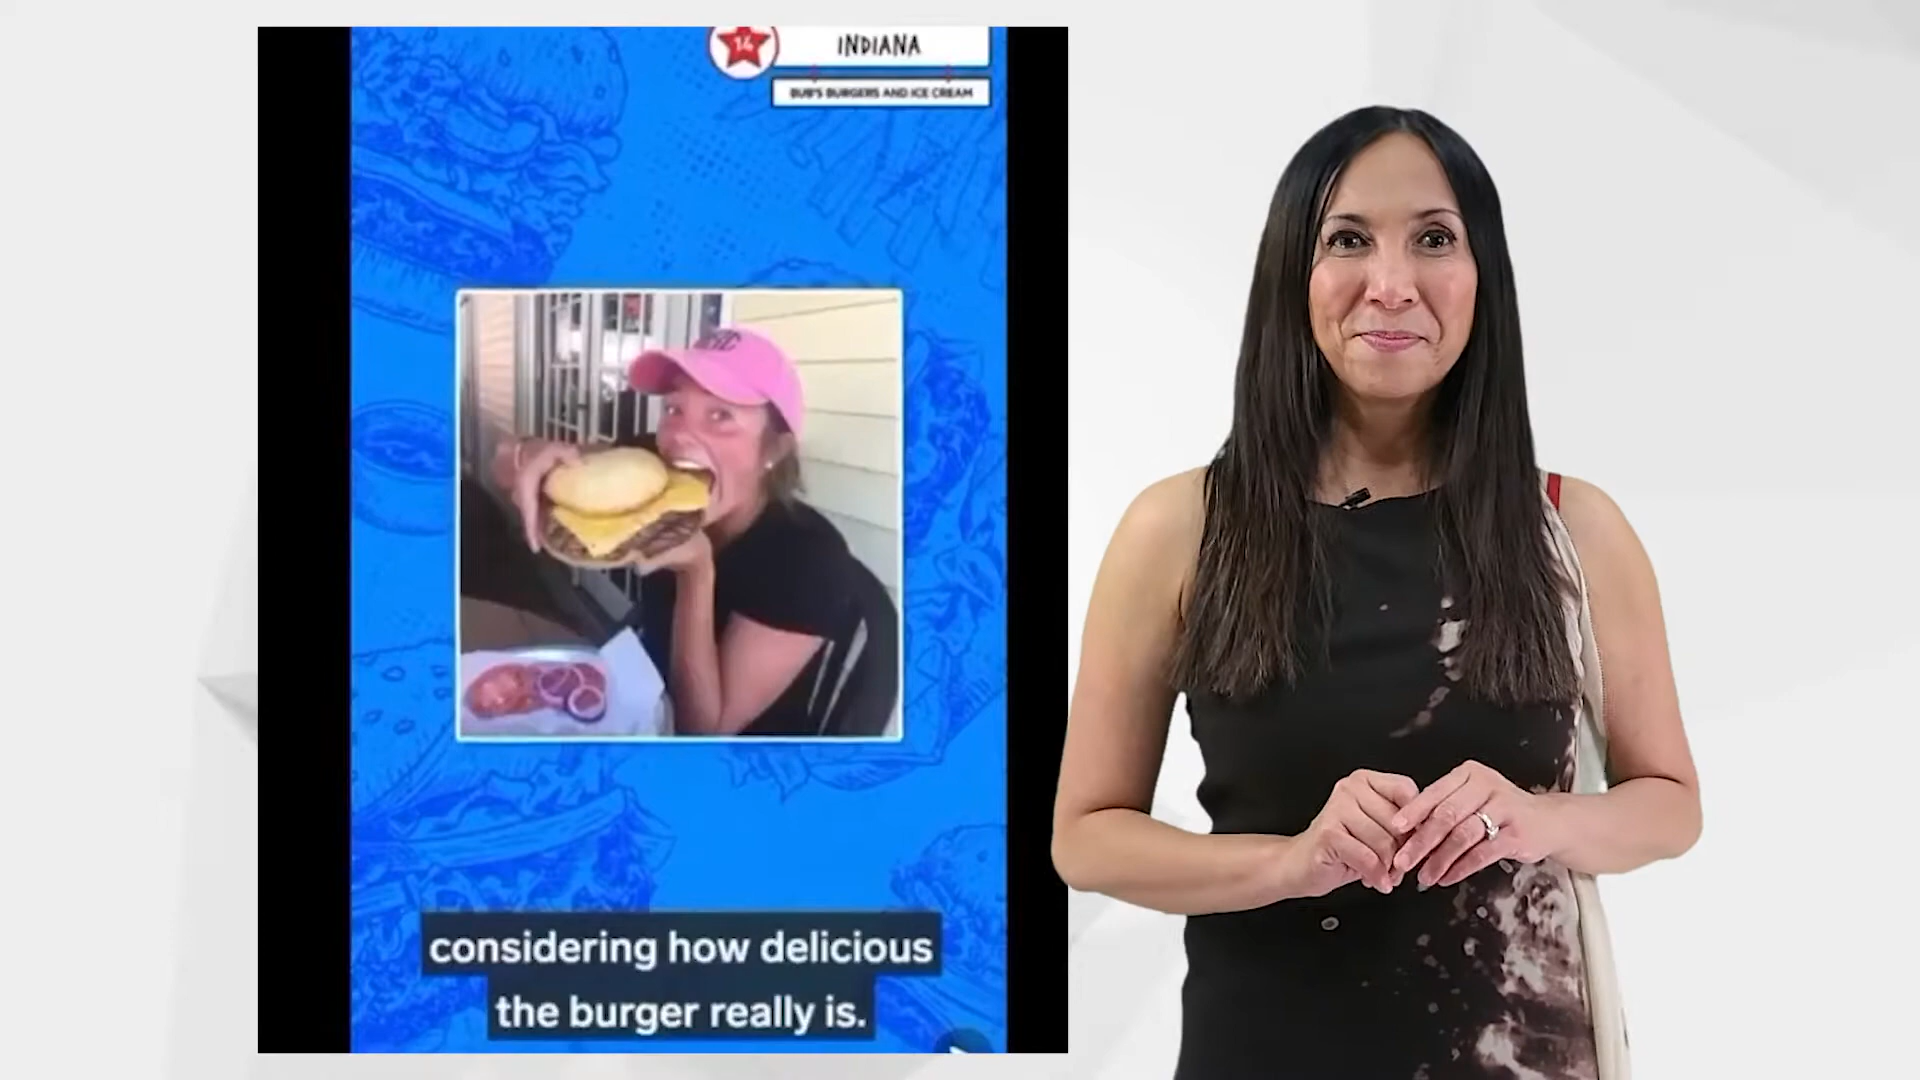 14
INDIANA
BUB'S BURGERS AND ICE CREAM
considering how delicious
the burger really is.